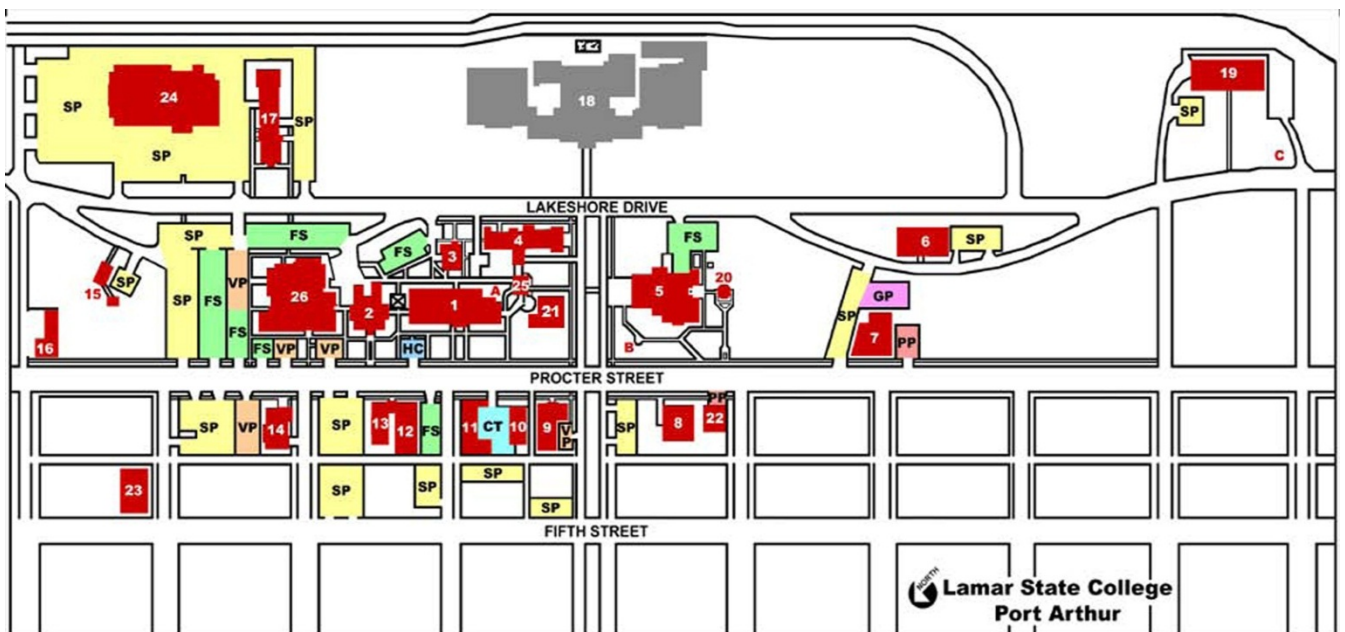 24
17
SP
SP
SP
18
19
SP
C
LAKESHORE DRIVE
SP
FS
FS
3
4
FS
6
SP
15
SP
SP
FS
VP
FS
26
2
1
A
25
21
5
20
GP
SP
7
PP
16
FS
VP
VP
HC
B
PROCTER STREET
SP
VP
14
SP
13
12
FS
11
CT
10
9
V
P
SP
8
PP
22
23
SP
SP
SP
SP
FIFTH STREET
NORTH
Lamar State College
Port Arthur